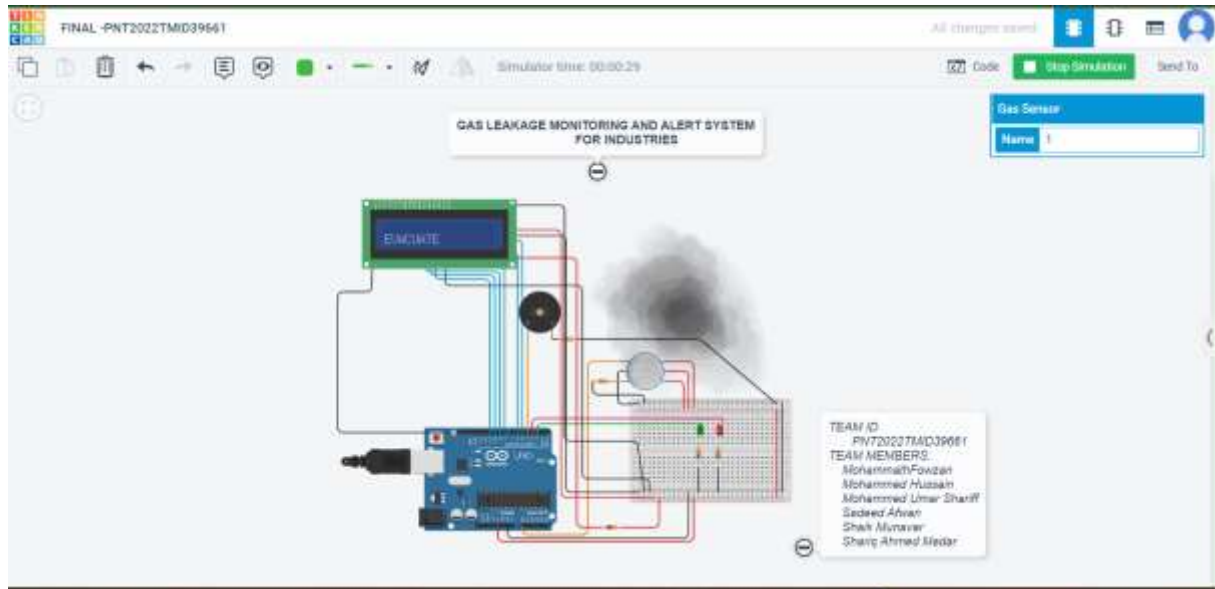 FINAL -PNT2022TMID39661
All changes saved
Simulator time: 00:00:29
Code
Stop Simulation
Send To
Gas Sensor
Name 1
GAS LEAKAGE MONITORING AND ALERT SYSTEM
FOR INDUSTRIES
EVACUATE
UNO
TEAM ID
PNT2022TMID39661
TEAM MEMBERS:
MohammathFowzan
Mohammed Hussain
Mohammed Umar Shariff
Sadeed Afwan
Shaik Munaver
Shariq Ahmed Medar